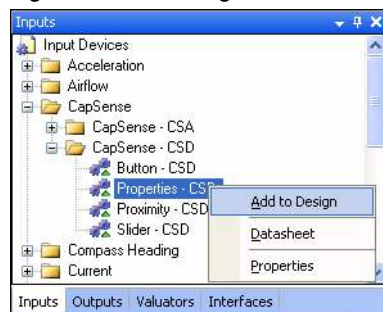 Inputs
Input Devices
Acceleration
Airflow
CapSense
CapSense - CSA
CapSense - CSD
Button - CSD
Properties - CSD
Add to Design
Proximity - CSD
Slider - CSD
Datasheet
Compass Heading
Current
Properties
Inputs Outputs Valuators Interfaces